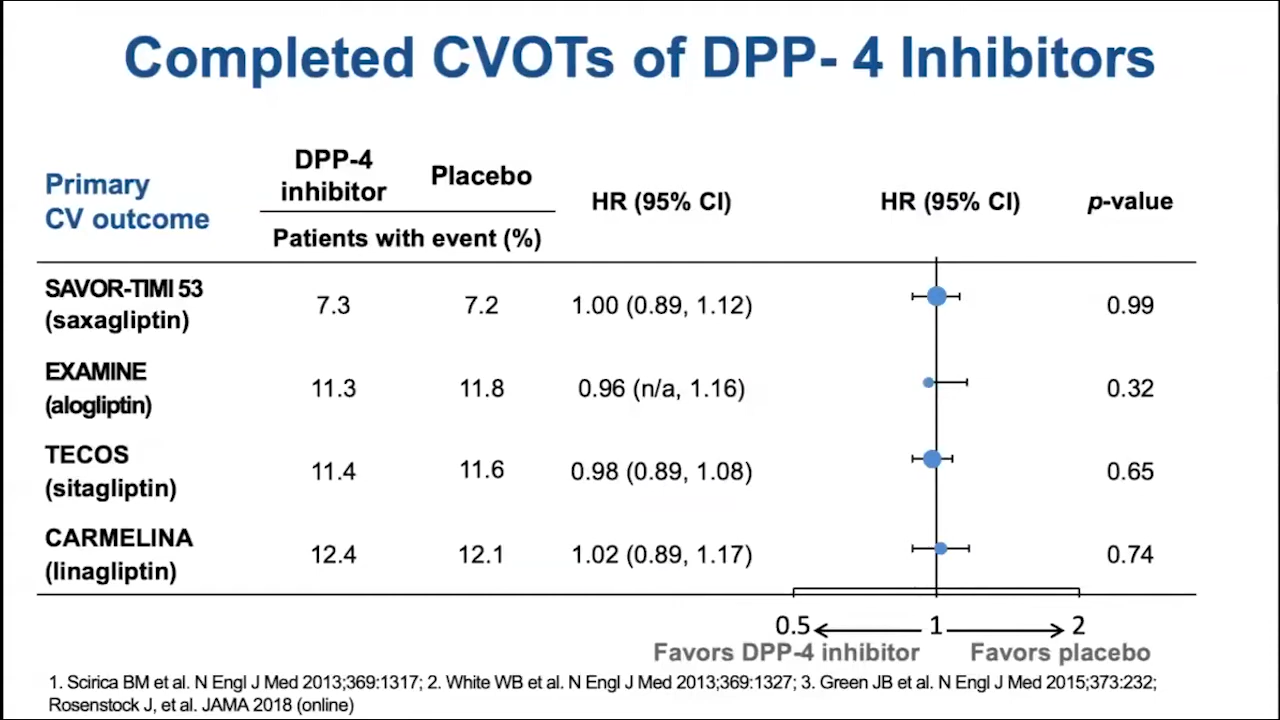 Completed CVOTs of DPP- 4 Inhibitors
Primary
CV outcome
DPP-4
inhibitor
Placebo
Patients with event (%)
HR (95% CI)
HR (95% CI)
p-value
SAVOR-TIMI 53
(saxagliptin)
7.3
7.2
1.00 (0.89, 1.12)
0.99
EXAMINE
(alogliptin)
11.3
11.8
0.96 (n/a, 1.16)
0.32
TECOS
(sitagliptin)
11.4
11.6
0.98 (0.89, 1.08)
0.65
CARMELINA
(linagliptin)
12.4
12.1
1.02 (0.89, 1.17)
0.74
0.5
1
2
Favors DPP-4 inhibitor
Favors placebo
1. Scirica BM et al. N Engl J Med 2013;369:1317; 2. White WB et al. N Engl J Med 2013;369:1327; 3. Green JB et al. N Engl J Med 2015;373:232;
Rosenstock J, et al. JAMA 2018 (online)